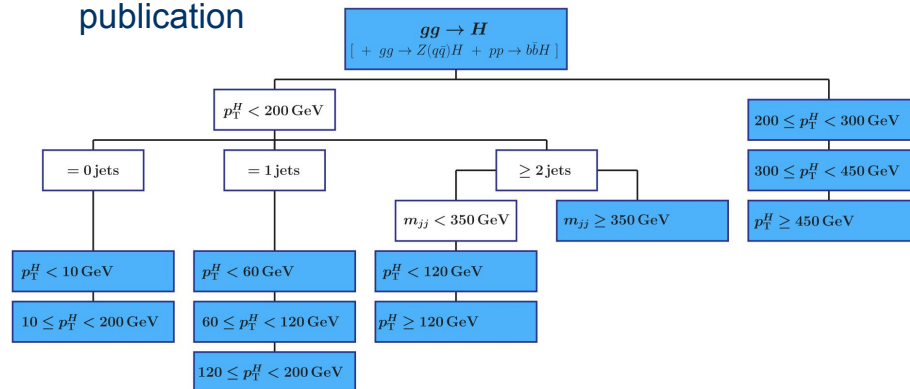 publication
gg → H
[ + gg → Z(qq̄)H + pp → bb̄H ]
p_T^H < 200 GeV
200 ≤ p_T^H < 300 GeV
300 ≤ p_T^H < 450 GeV
p_T^H ≥ 450 GeV
= 0 jets
= 1 jets
≥ 2 jets
m_jj < 350 GeV
m_jj ≥ 350 GeV
p_T^H < 10 GeV
p_T^H < 60 GeV
p_T^H < 120 GeV
10 ≤ p_T^H < 200 GeV
60 ≤ p_T^H < 120 GeV
p_T^H ≥ 120 GeV
120 ≤ p_T^H < 200 GeV